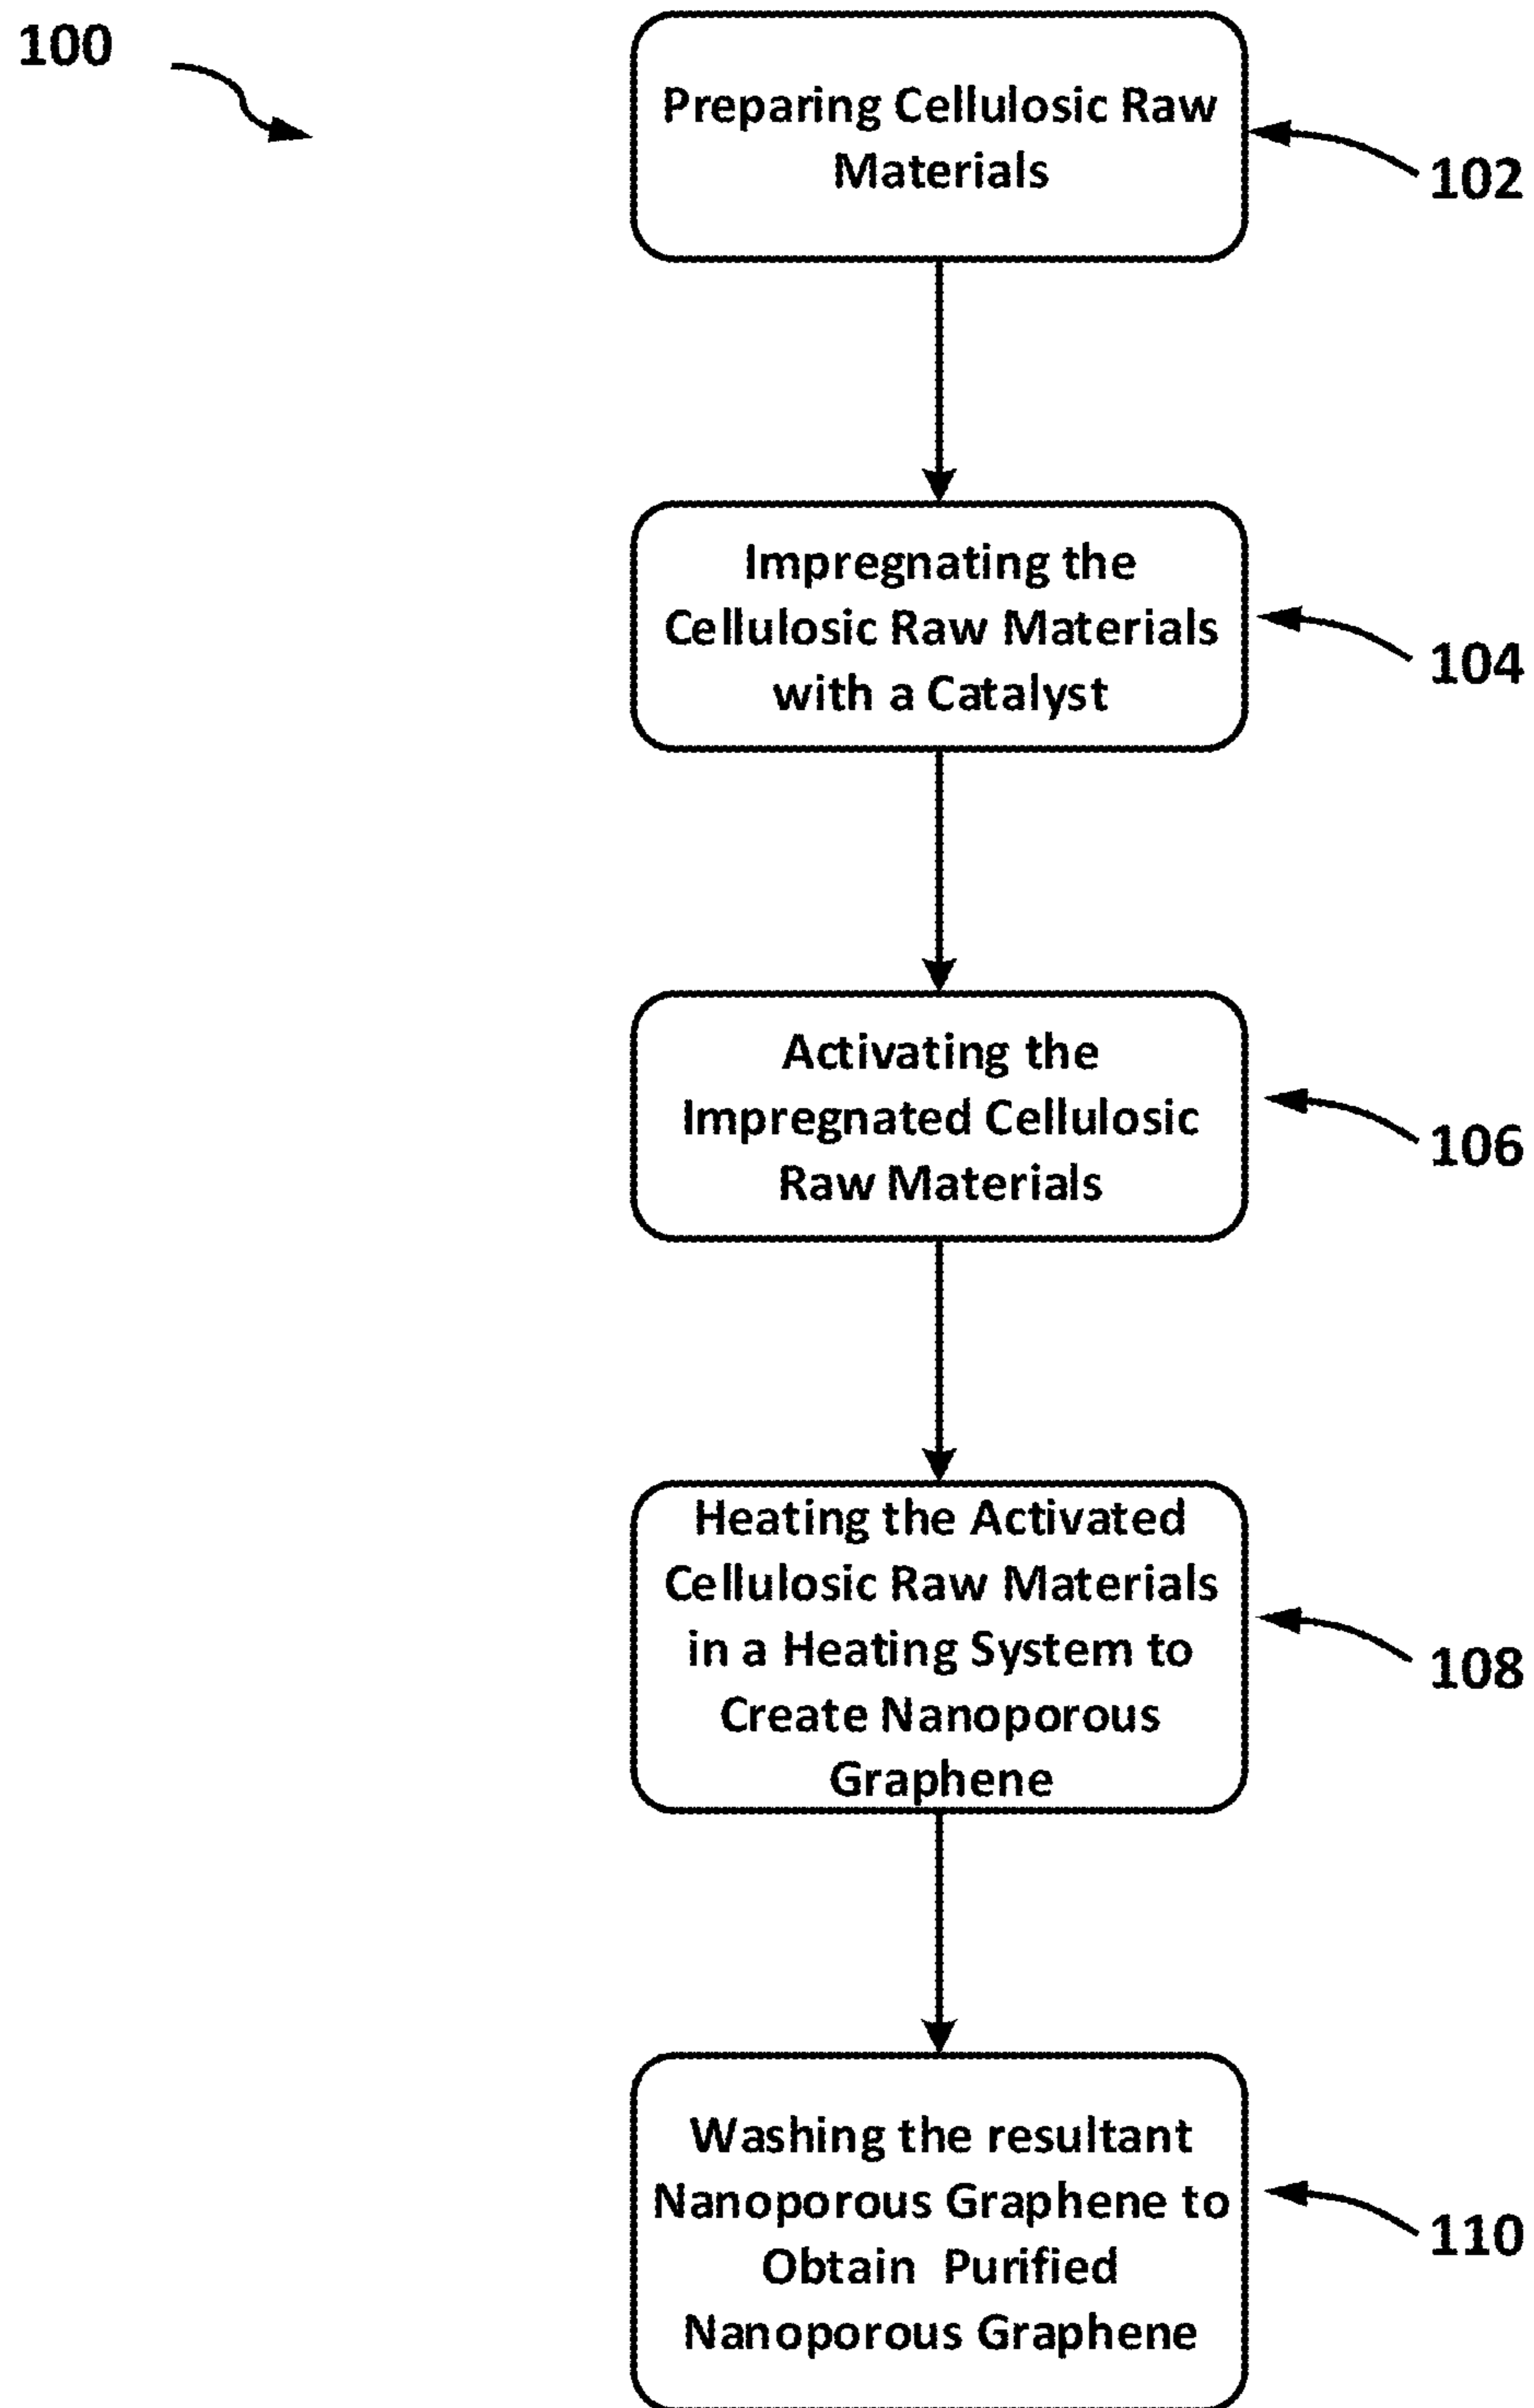 100
Preparing Cellulosic Raw
Materials
102
Impregnating the
Cellulosic Raw Materials
with a Catalyst
104
Activating the
Impregnated Cellulosic
Raw Materials
106
Heating the Activated
Cellulosic Raw Materials
in a Heating System to
Create Nanoporous
Graphene
108
Washing the resultant
Nanoporous Graphene to
Obtain Purified
Nanoporous Graphene
110